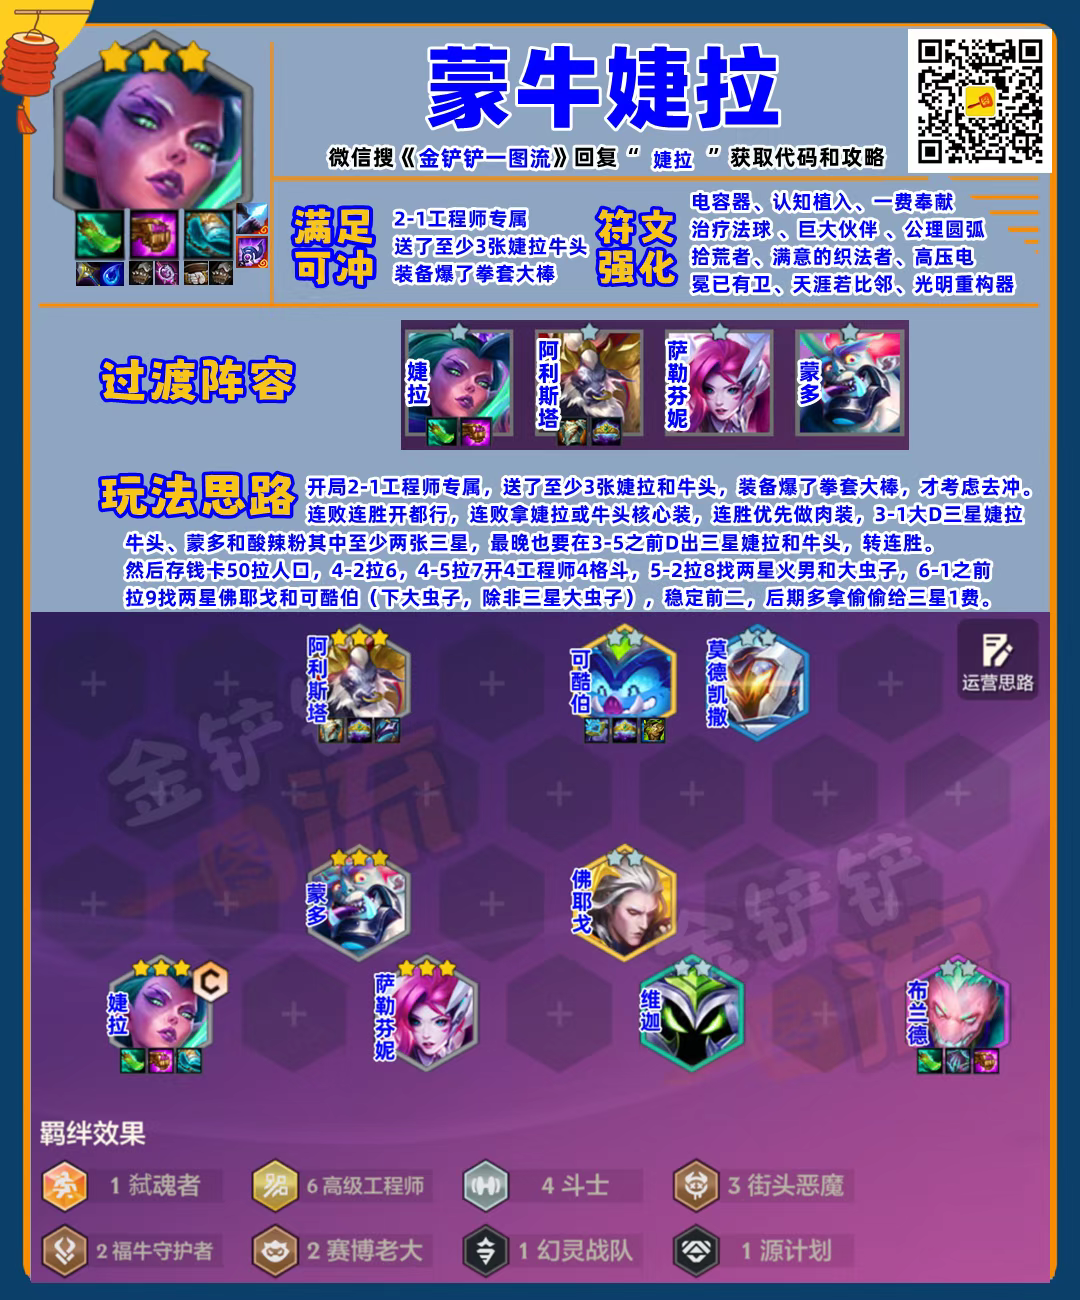 蒙牛婕拉
微信搜《金铲铲一图流》回复“ 婕拉 ”获取代码和攻略
满足
可冲
2-1工程师专属
送了至少3张婕拉牛头
装备爆了拳套大棒
符文
强化
电容器、认知植入、一费奉献
治疗法球、巨大伙伴、公理圆弧
拾荒者、满意的织法者、高压电
冕已有卫、天涯若比邻、光明重构器
过渡阵容
婕拉
阿利斯塔
萨勒芬妮
蒙多
玩法思路
开局2-1工程师专属，送了至少3张婕拉和牛头，装备爆了拳套大棒，才考虑去冲。
连败连胜开都行，连败拿婕拉或牛头核心装，连胜优先做肉装，3-1大D三星婕拉
牛头、蒙多和酸辣粉其中至少两张三星，最晚也要在3-5之前D出三星婕拉和牛头，转连胜。
然后存钱卡50拉人口，4-2拉6，4-5拉7开4工程师4格斗，5-2拉8找两星火男和大虫子，6-1之前
拉9找两星佛耶戈和可酷伯（下大虫子，除非三星大虫子），稳定前二，后期多拿偷偷给三星1费。
阿利斯塔
可酷伯
莫德凯撒
运营思路
金铲铲
一图流
蒙多
佛耶戈
金铲铲
一图流
婕拉
C
萨勒芬妮
维迦
布兰德
羁绊效果
1 弑魂者
6 高级工程师
4 斗士
3 街头恶魔
2 福牛守护者
2 赛博老大
1 幻灵战队
1 源计划